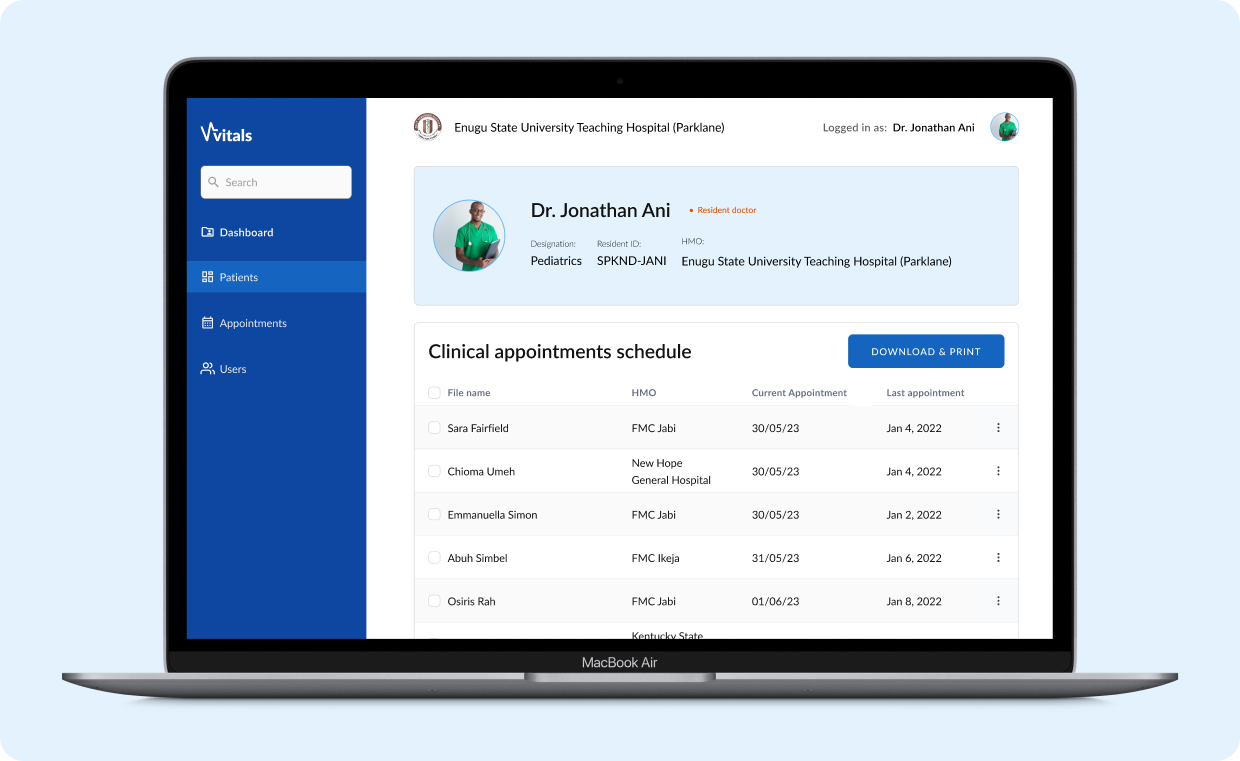 vitals
Search
Dashboard
Patients
Appointments
Users
Enugu State University Teaching Hospital (Parklane)
Logged in as: Dr. Jonathan Ani
Dr. Jonathan Ani • Resident doctor
Designation: Resident ID: HMO:
Pediatrics SPKND-JANI Enugu State University Teaching Hospital (Parklane)
Clinical appointments schedule
DOWNLOAD & PRINT
File name HMO Current Appointment Last appointment
Sara Fairfield FMC Jabi 30/05/23 Jan 4, 2022
Chioma Umeh New Hope 30/05/23 Jan 4, 2022
General Hospital
Emmanuella Simon FMC Jabi 30/05/23 Jan 2, 2022
Abuh Simbel FMC Ikeja 31/05/23 Jan 6, 2022
Osiris Rah FMC Jabi 01/06/23 Jan 8, 2022
Kentucky State
MacBook Air